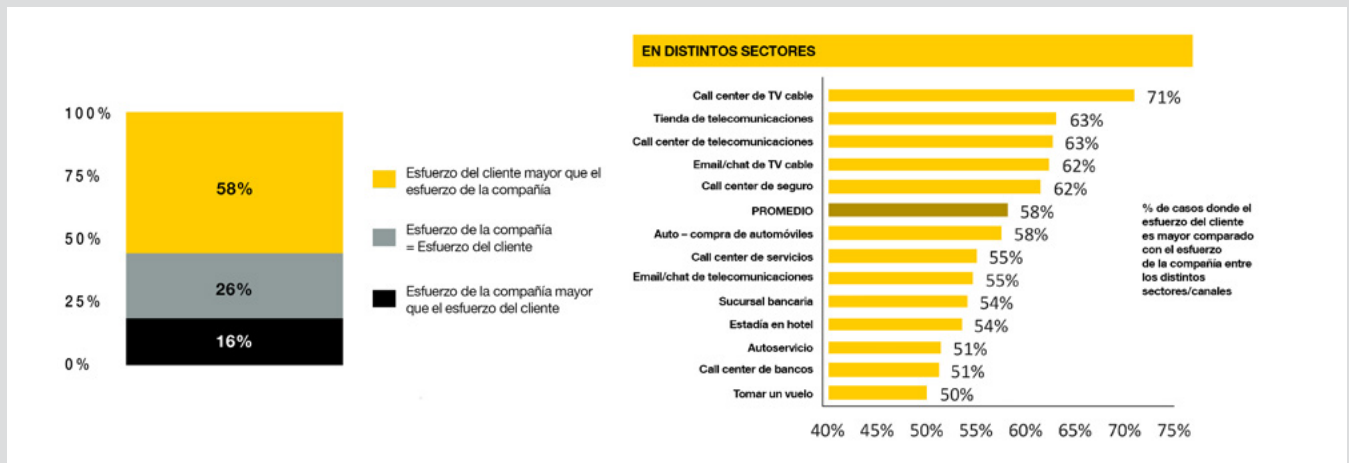 100%
75%
50%
25%
0%
58%
26%
16%
Esfuerzo del cliente mayor que el
esfuerzo de la compañía
Esfuerzo de la compañía
= Esfuerzo del cliente
Esfuerzo de la compañía mayor
que el esfuerzo del cliente
EN DISTINTOS SECTORES
Call center de TV cable 71%
Tienda de telecomunicaciones 63%
Call center de telecomunicaciones 63%
Email/chat de TV cable 62%
Call center de seguro 62%
PROMEDIO 58%
Auto – compra de automóviles 58%
Call center de servicios 55%
Email/chat de telecomunicaciones 55%
Sucursal bancaria 54%
Estadía en hotel 54%
Autoservicio 51%
Call center de bancos 51%
Tomar un vuelo 50%
40% 45% 50% 55% 60% 65% 70% 75%
% de casos donde el
esfuerzo del cliente
es mayor comparado
con el esfuerzo
de la compañía entre
los distintos
sectores/canales